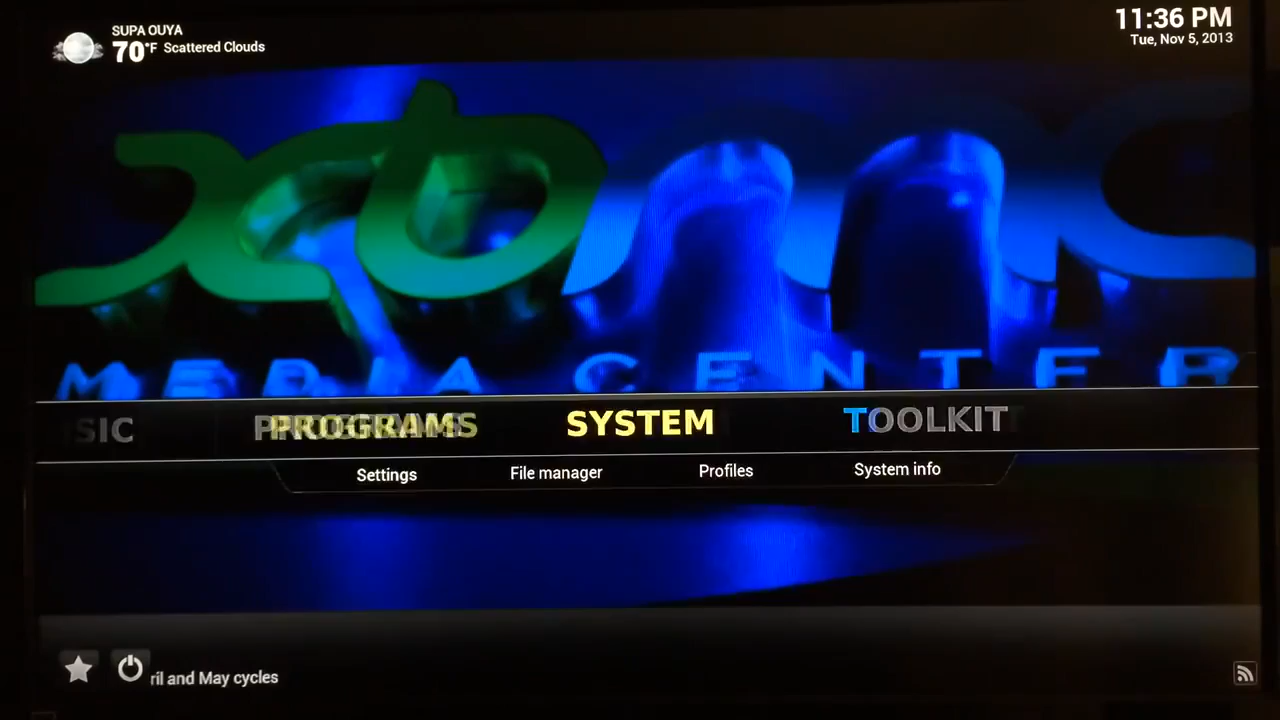 SUPA OUYA
70°F Scattered Clouds
11:36 PM
Tue, Nov 5, 2013
xbmc
MEDIA CENTER
SIC PROGRAMS SYSTEM TOOLKIT
Settings File manager Profiles System info
ril and May cycles